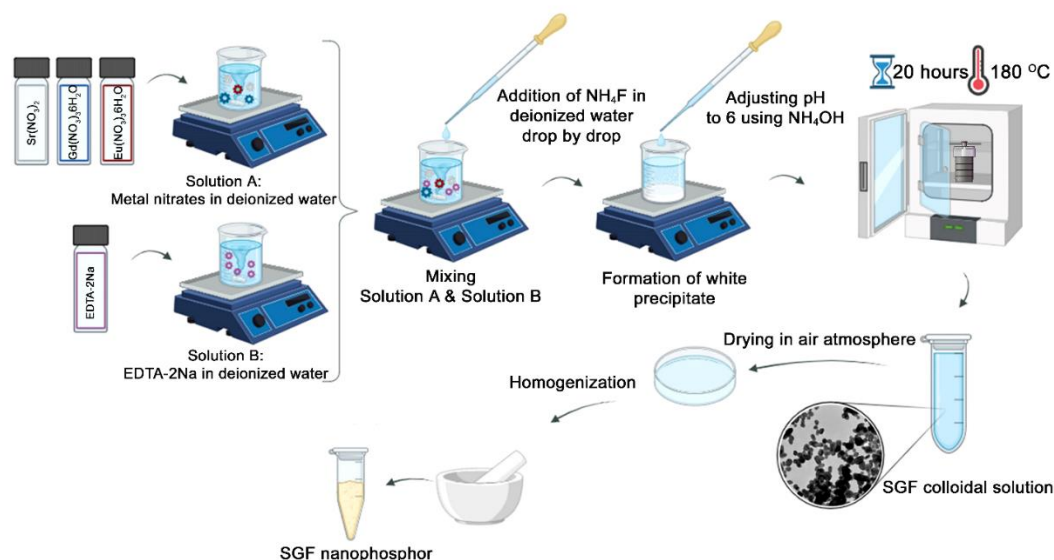 Sr(NO₃)₂
Gd(NO₃)₃6H₂O
Eu(NO₃)₃6H₂O
Solution A:
Metal nitrates in deionized water
EDTA-2Na
Solution B:
EDTA-2Na in deionized water
Mixing
Solution A & Solution B
Addition of NH₄F in
deionized water
drop by drop
Formation of white
precipitate
Adjusting pH
to 6 using NH₄OH
20 hours
180 ⁰C
SGF colloidal solution
Drying in air atmosphere
Homogenization
SGF nanophosphor